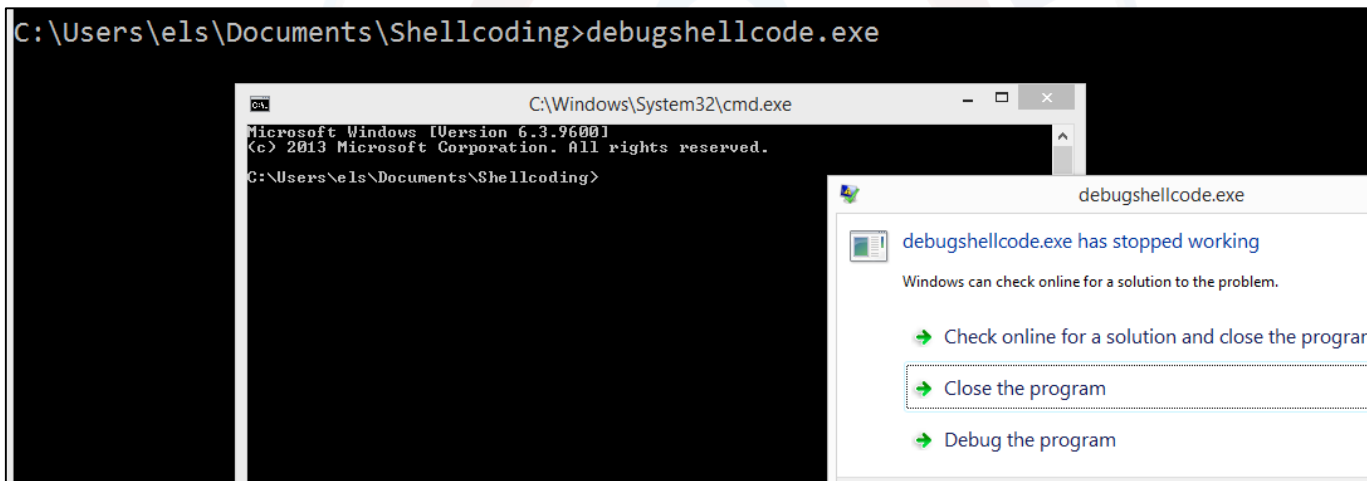 C:\Users\els\Documents\Shellcoding>debugshellcode.exe
C:\Windows\System32\cmd.exe
Microsoft Windows [Version 6.3.9600]
(c) 2013 Microsoft Corporation. All rights reserved.
C:\Users\els\Documents\Shellcoding>
debugshellcode.exe
debugshellcode.exe has stopped working
Windows can check online for a solution to the problem.
Check online for a solution and close the
Close the program
Debug the program